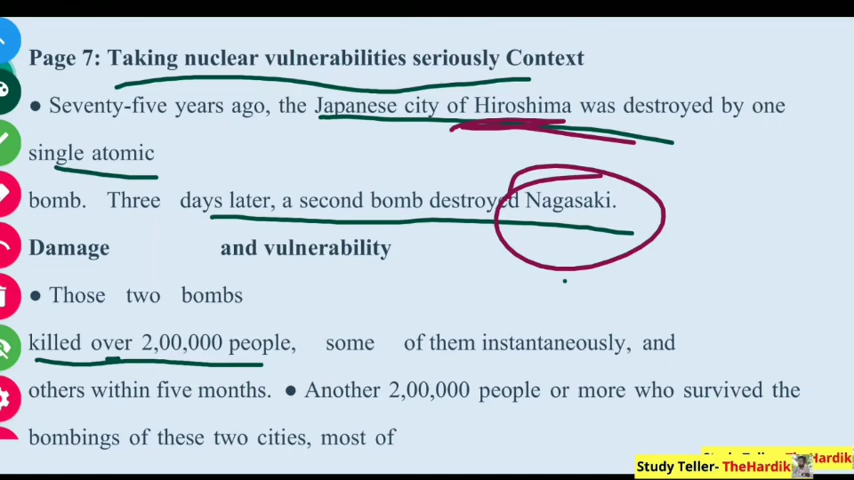 Page 7: Taking nuclear vulnerabilities seriously Context
● Seventy-five years ago, the Japanese city of Hiroshima was destroyed by one
single atomic
bomb. Three days later, a second bomb destroyed Nagasaki.
Damage and vulnerability
● Those two bombs
killed over 2,00,000 people, some of them instantaneously, and
others within five months. ● Another 2,00,000 people or more who survived the
bombings of these two cities, most of
Study Teller- TheHardik